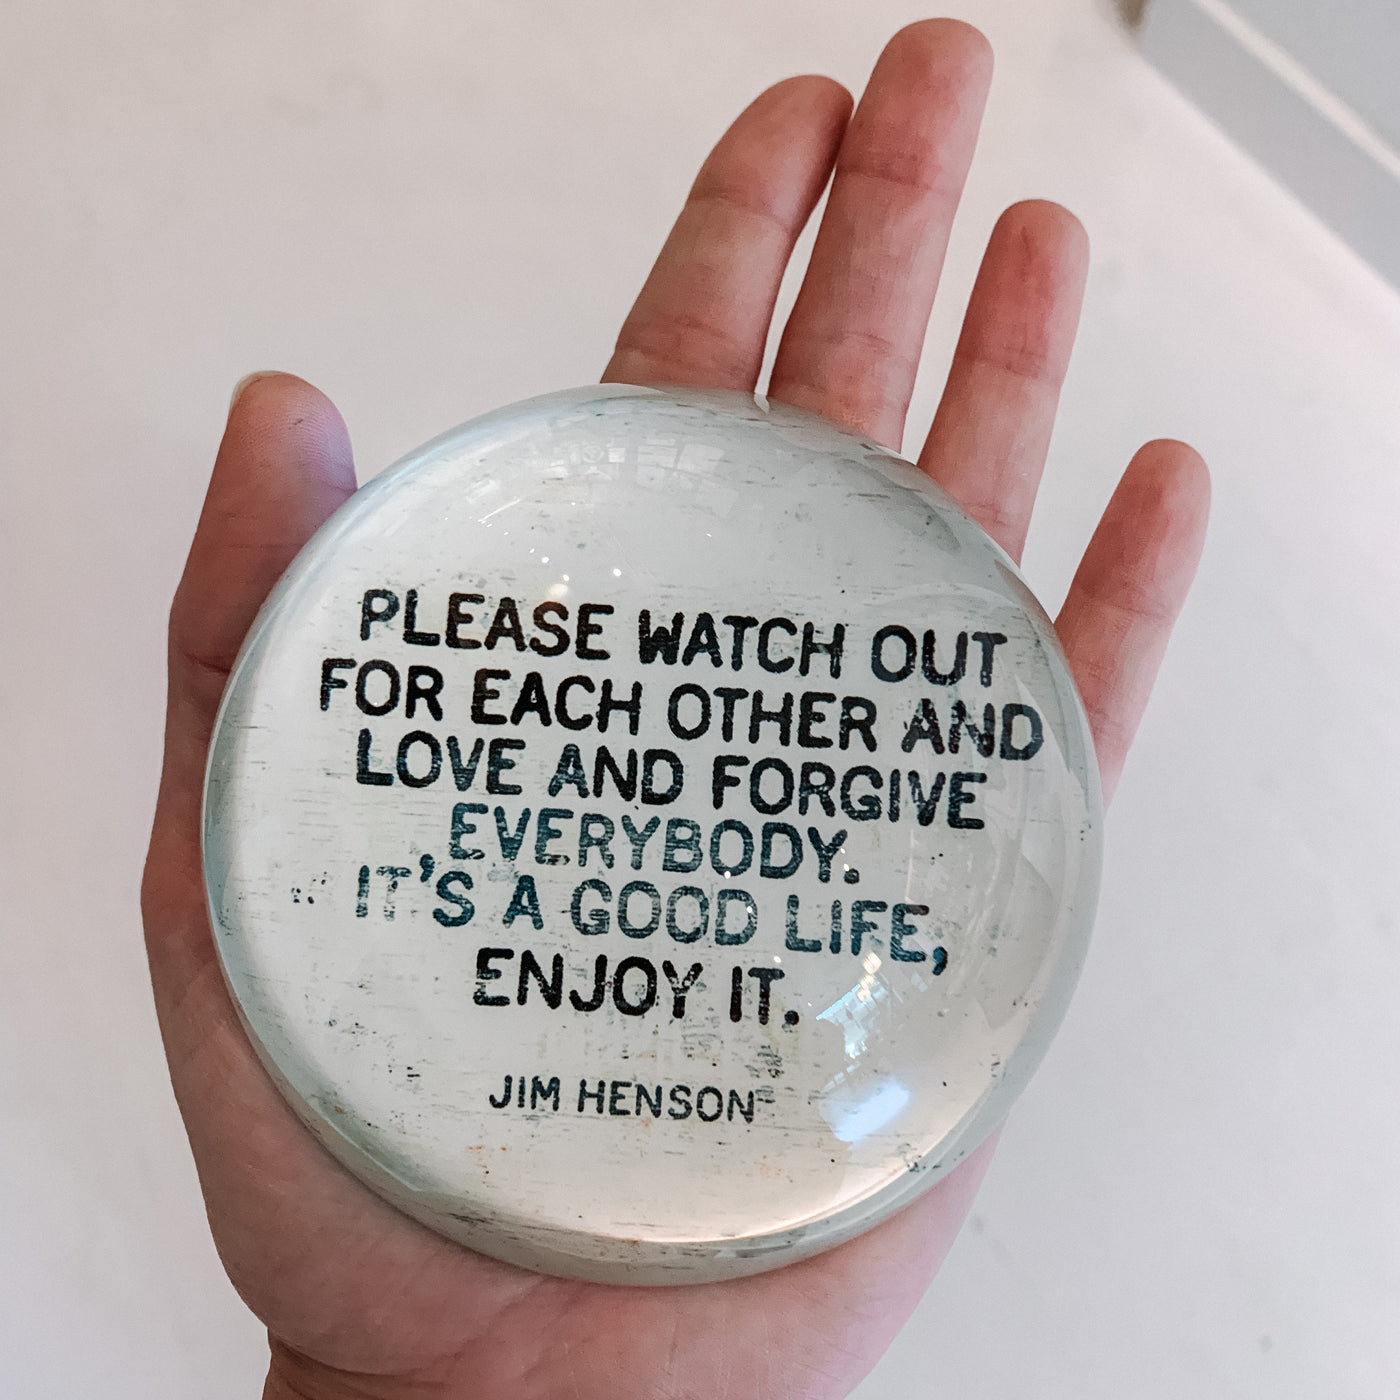 PLEASE WATCH OUT
FOR EACH OTHER AND
LOVE AND FORGIVE
EVERYBODY.
IT'S A GOOD LIFE,
ENJOY IT.
JIM HENSON